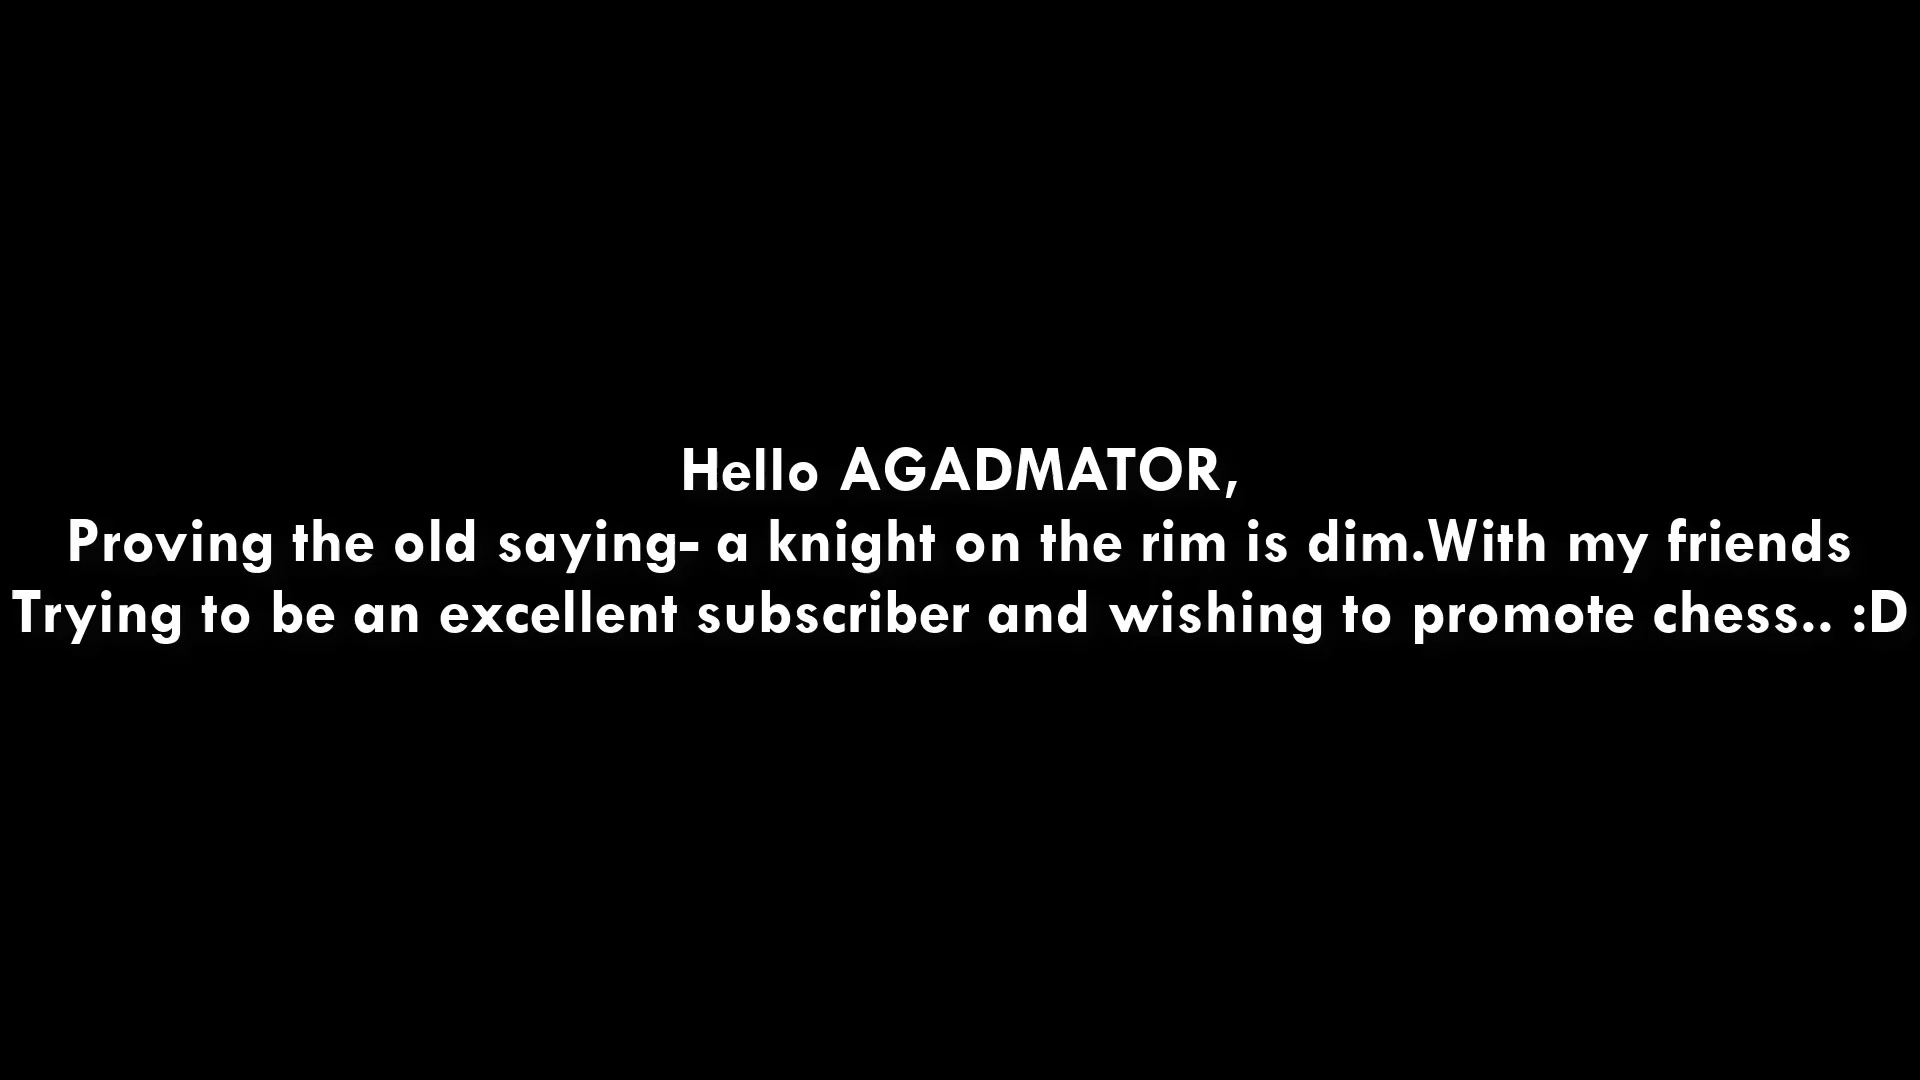 Hello AGADMATOR,
Proving the old saying- a knight on the rim is dim.With my friends
Trying to be an excellent subscriber and wishing to promote chess.. :D